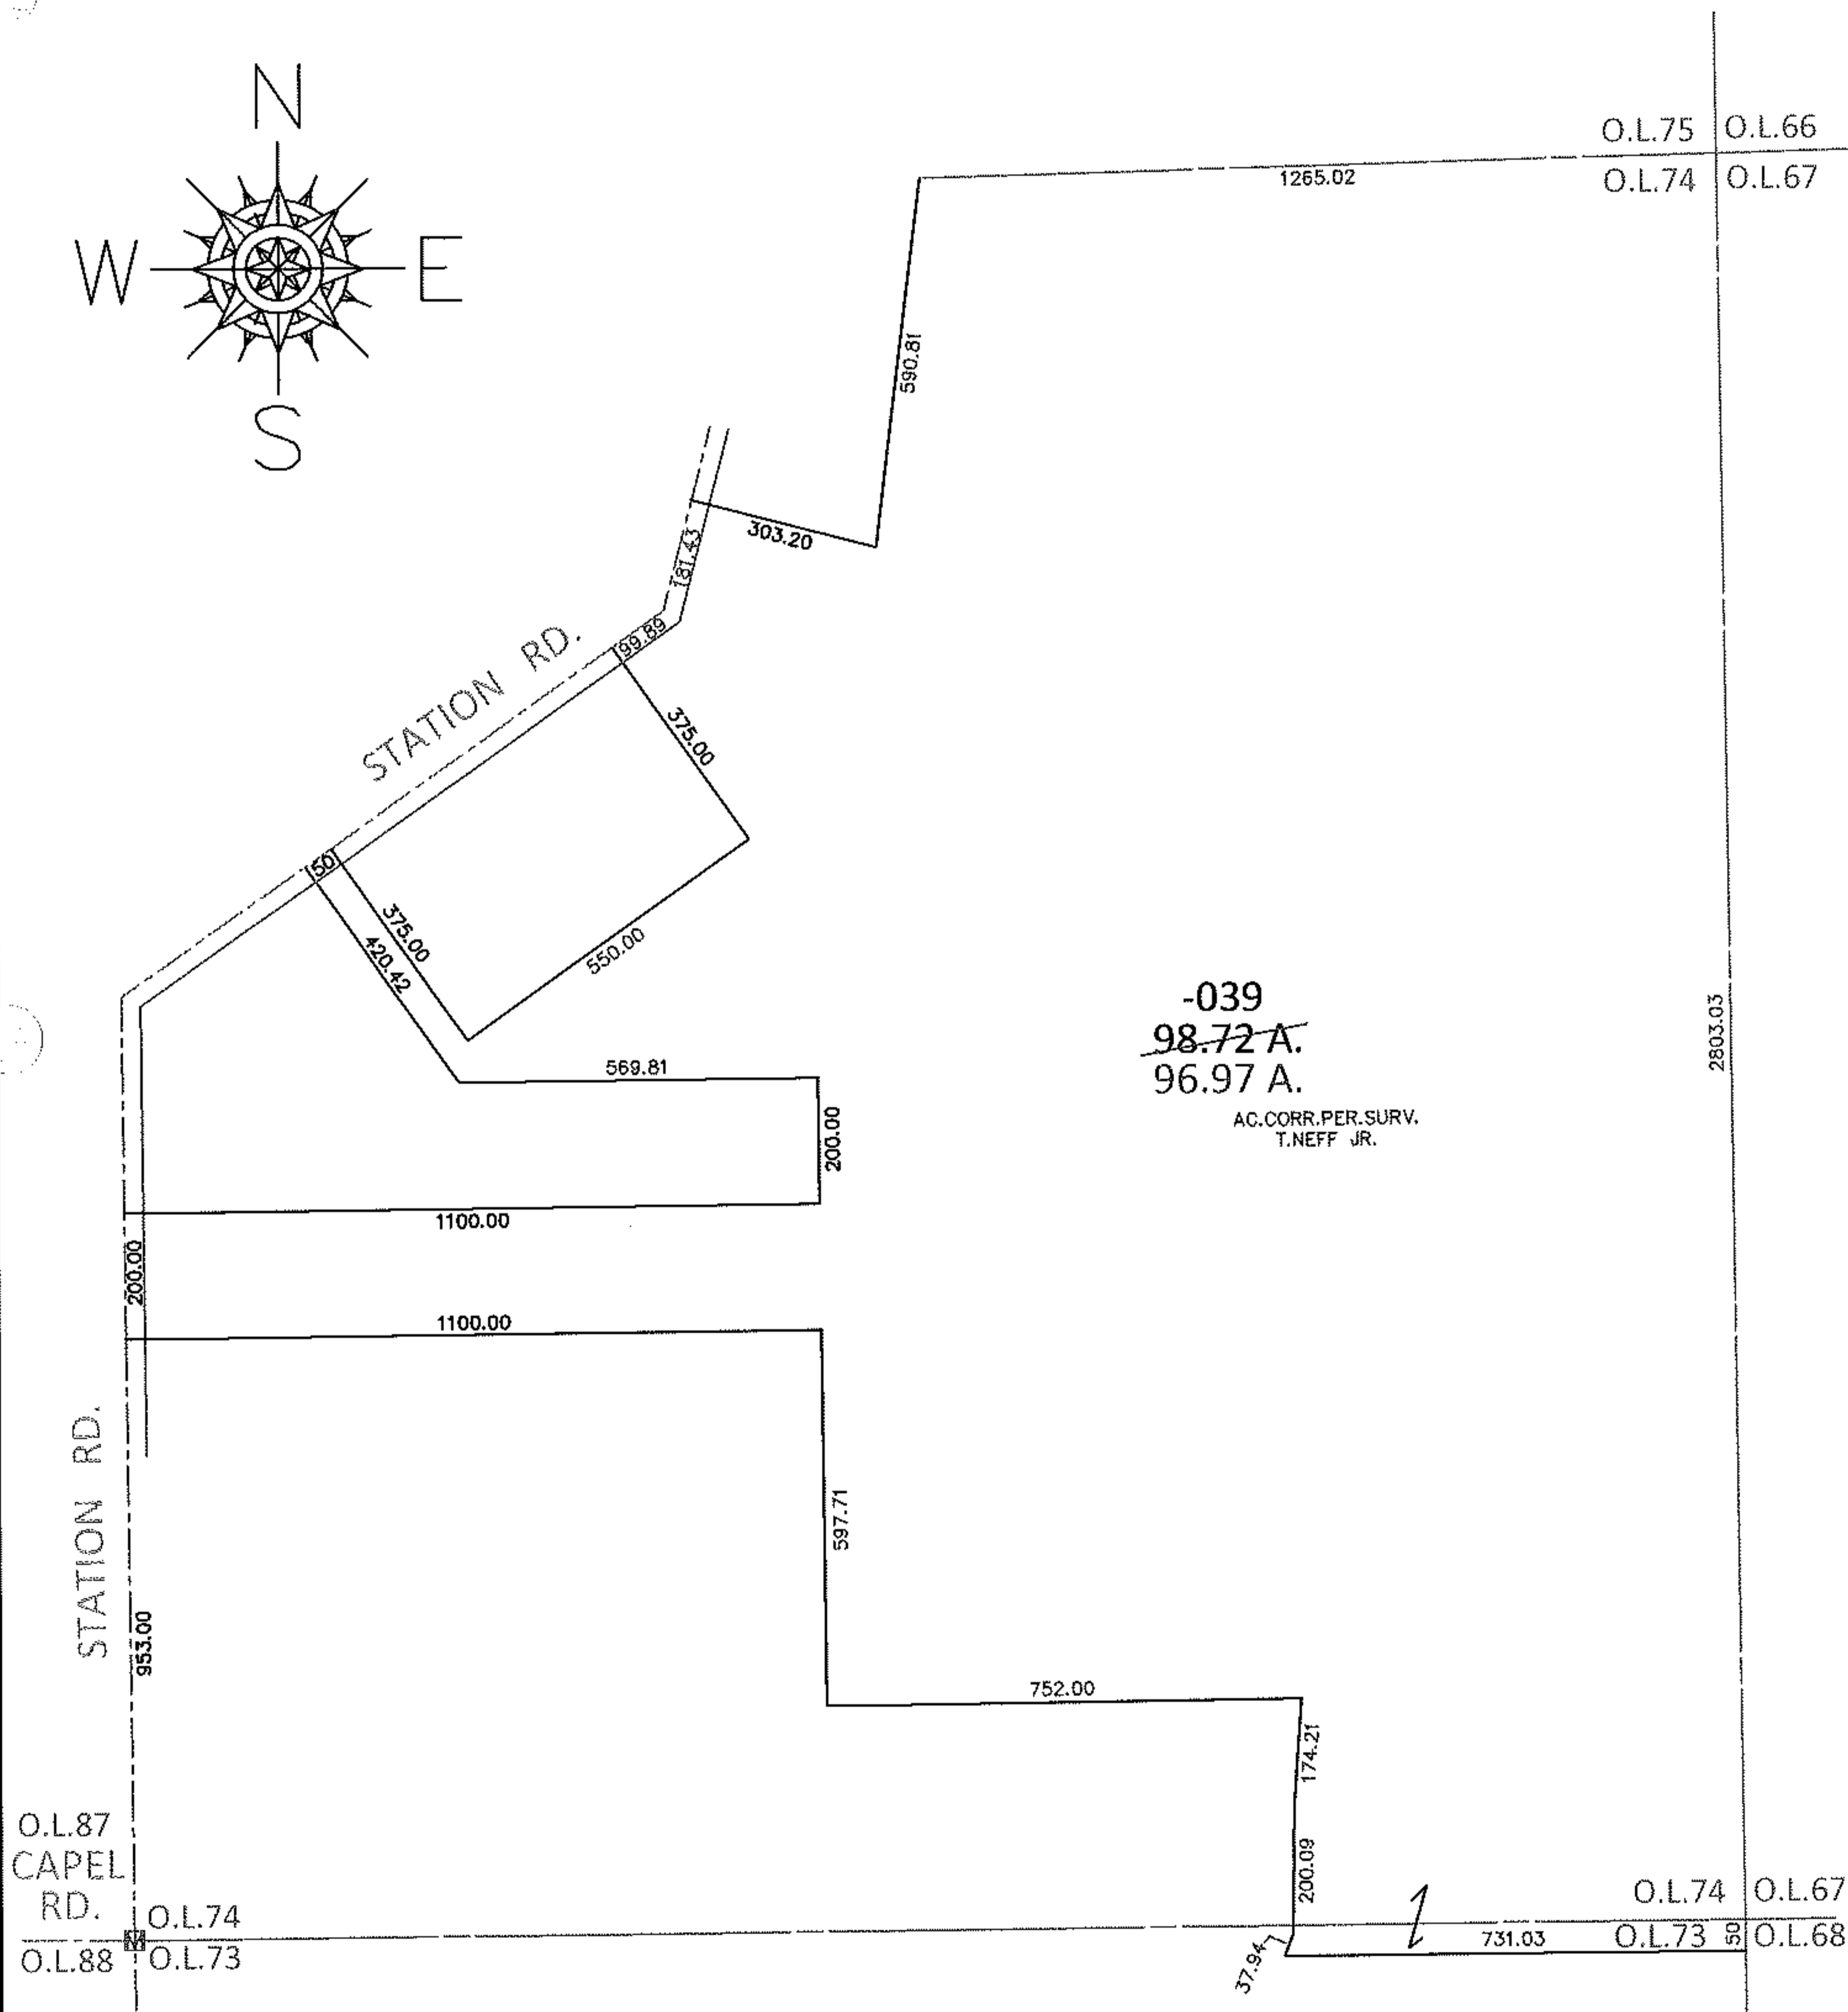 N
W E
S
O.L.75 O.L.66
O.L.74 O.L.67
1265.02
590.81
303.20
181.43
99.89
STATION RD.
375.00
50
375.00
420.42
550.00
569.81
200.00
1100.00
200.00
1100.00
-039
98.72 A.
96.97 A.
AC.CORR.PER.SURV.
T.NEFF JR.
2803.03
STATION RD.
953.00
597.71
752.00
174.21
200.09
O.L.87
CAPEL
RD.
O.L.74
O.L.88 O.L.73
37.94
731.03
50
O.L.74 O.L.67
O.L.73 O.L.68